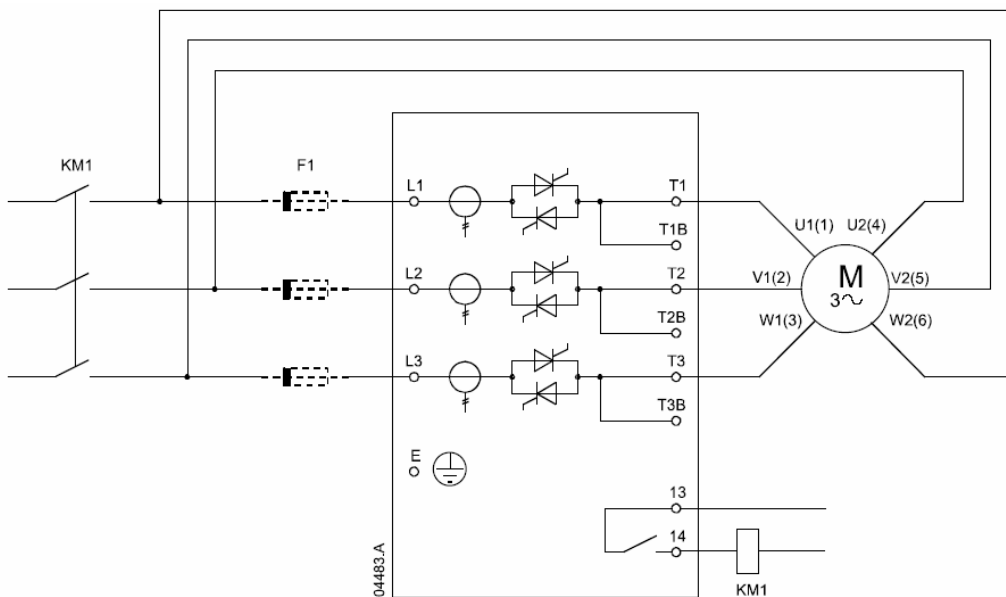 KM1
F1
L1
T1
U1(1)
U2(4)
T1B
L2
T2
V1(2)
M
V2(5)
3~
T2B
W1(3)
W2(6)
L3
T3
T3B
E
13
14
04483.A
KM1